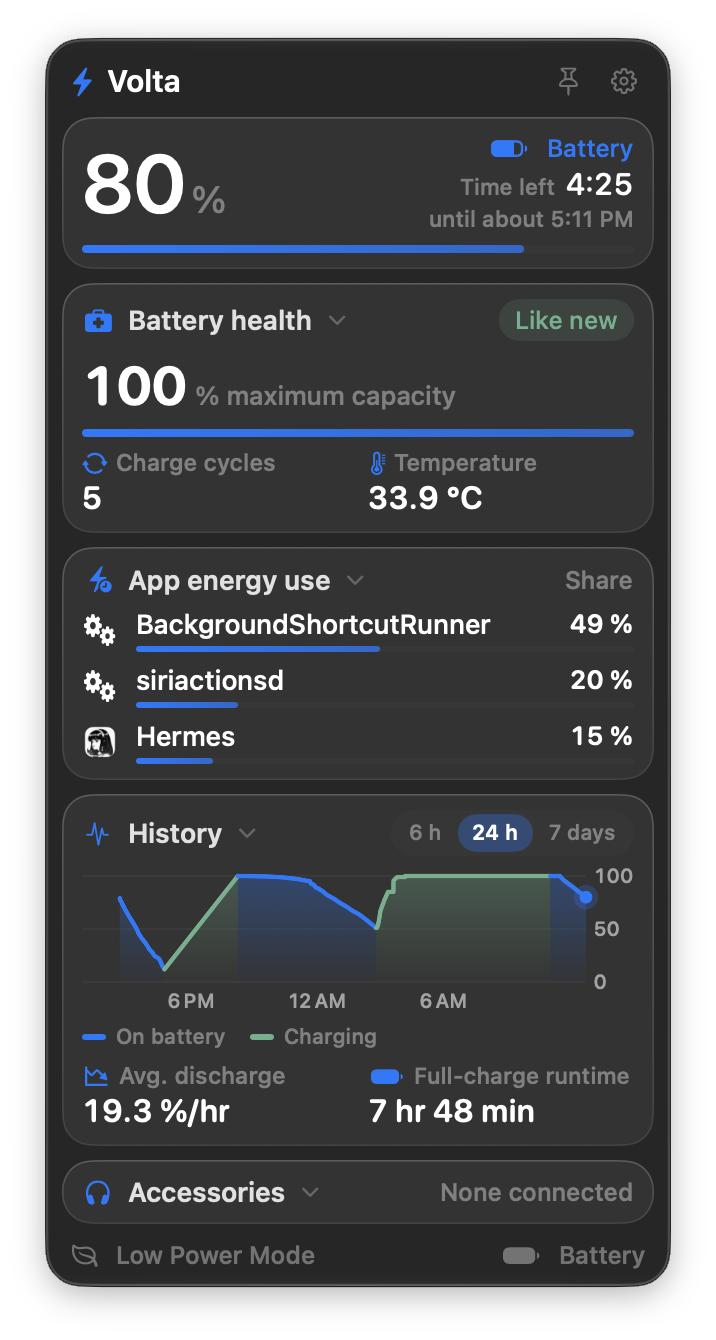 Volta
80 %
Battery
Time left 4:25
until about 5:11 PM
Battery health
Like new
100 % maximum capacity
Charge cycles
5
Temperature
33.9 °C
App energy use
Share
BackgroundShortcutRunner 49 %
siriactionsd 20 %
Hermes 15 %
History
6 h 24 h 7 days
100
50
0
6 PM 12 AM 6 AM
On battery Charging
Avg. discharge
19.3 %/hr
Full-charge runtime
7 hr 48 min
Accessories
None connected
Low Power Mode
Battery